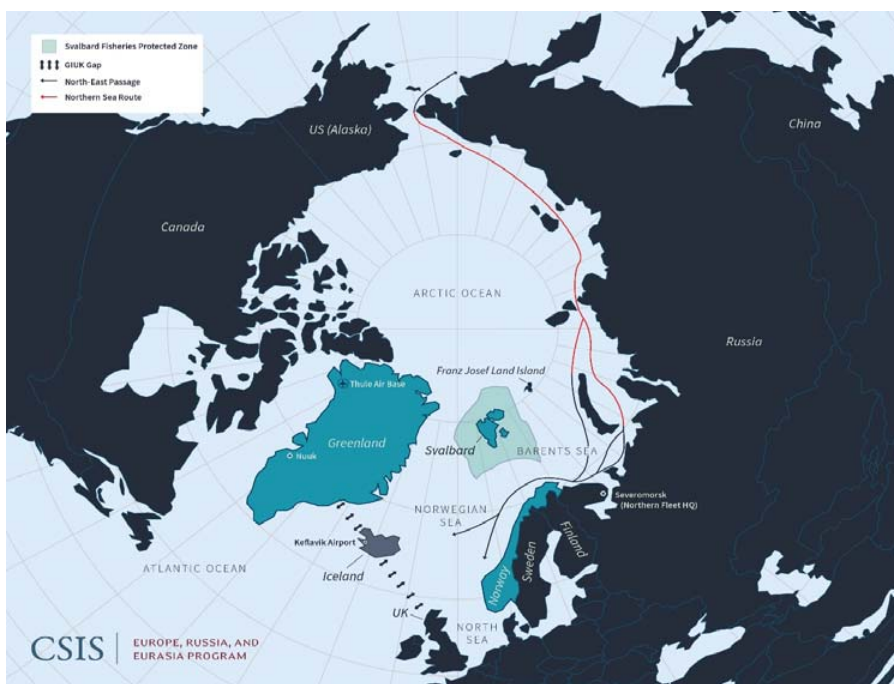 Svalbard Fisheries Protected Zone
GIUK Gap
North-East Passage
Northern Sea Route
US (Alaska)
China
Canada
ARCTIC OCEAN
Russia
Franz Josef Land Island
Thule Air Base
Greenland
Svalbard
BARENTS SEA
Nuuk
Severomorsk
(Northern Fleet HQ)
NORWEGIAN
SEA
Finland
Keflavik Airport
Sweden
ATLANTIC OCEAN
Iceland
Norway
UK
NORTH
SEA
CSIS
EUROPE, RUSSIA, AND
EURASIA PROGRAM